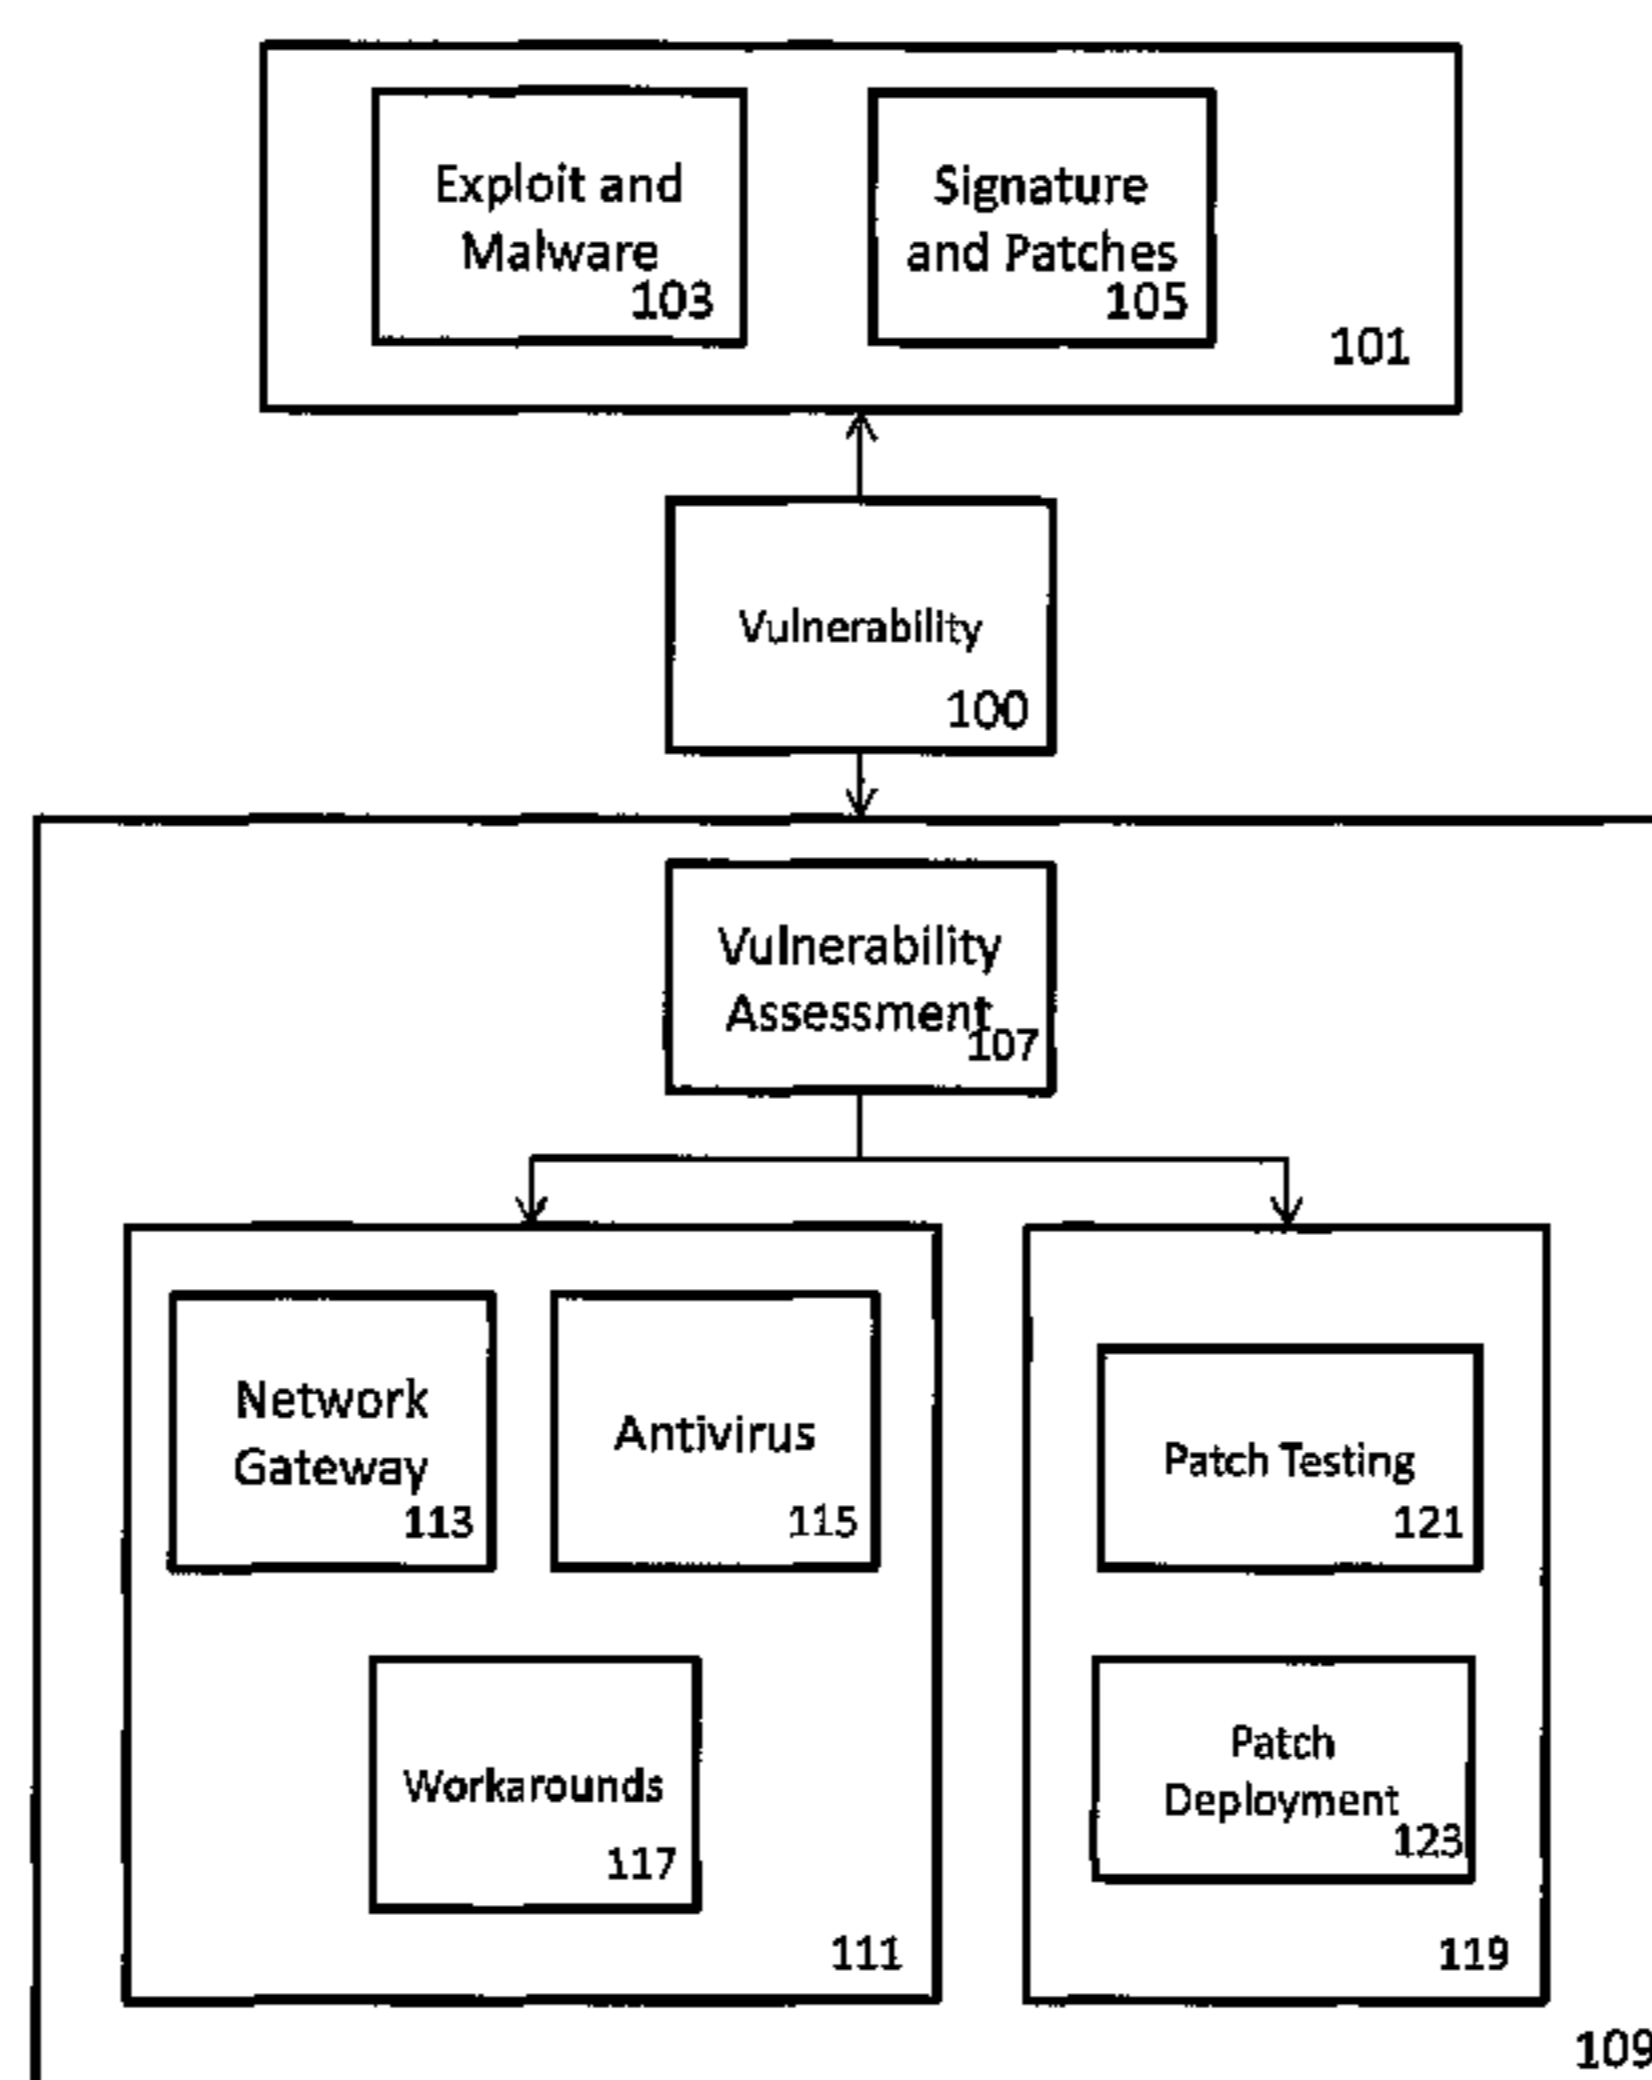 Exploit and
Malware
103
Signature
and Patches
105
101
Vulnerability
100
Vulnerability
Assessment
107
Network
Gateway
113
Antivirus
115
Workarounds
117
111
Patch Testing
121
Patch
Deployment
123
119
109